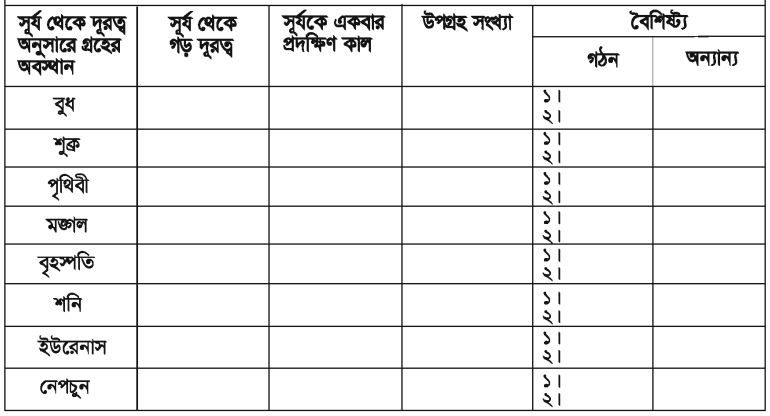 সূর্য থেকে দূরত্ব
অনুসারে গ্রহের
অবস্থান
সূর্য থেকে
গড় দূরত্ব
সূর্যকে একবার
প্রদক্ষিণ কাল
উপগ্রহ সংখ্যা
বৈশিষ্ট্য
গঠন
অন্যান্য
বুধ
১।
২।
শুক্র
১।
২।
পৃথিবী
১।
২।
মঙ্গল
১।
২।
বৃহস্পতি
১।
২।
শনি
১।
২।
ইউরেনাস
১।
২।
নেপচুন
১।
২।